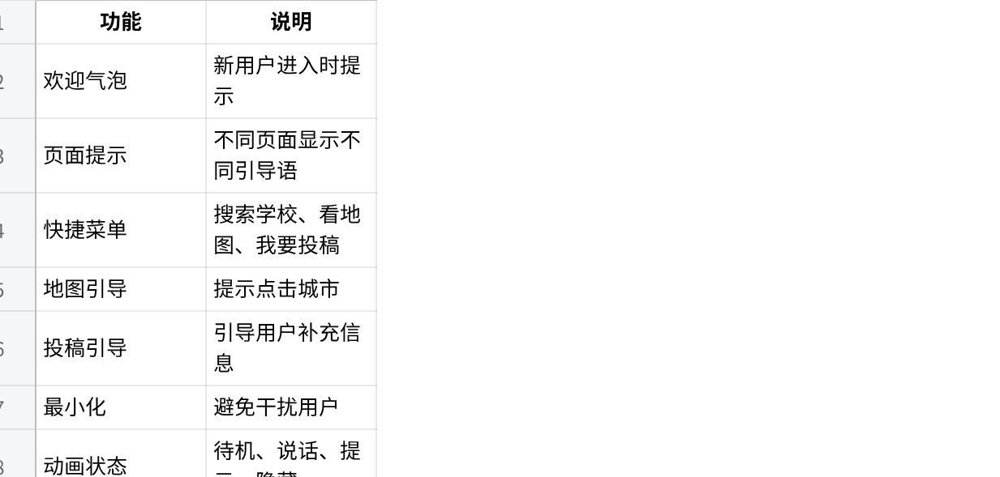 1 功能 说明
2 欢迎气泡 新用户进入时提
示
3 页面提示 不同页面显示不
同引导语
4 快捷菜单 搜索学校、看地
图、我要投稿
5 地图引导 提示点击城市
6 投稿引导 引导用户补充信
息
7 最小化 避免干扰用户
8 动画状态 待机、说话、提
示、隐藏